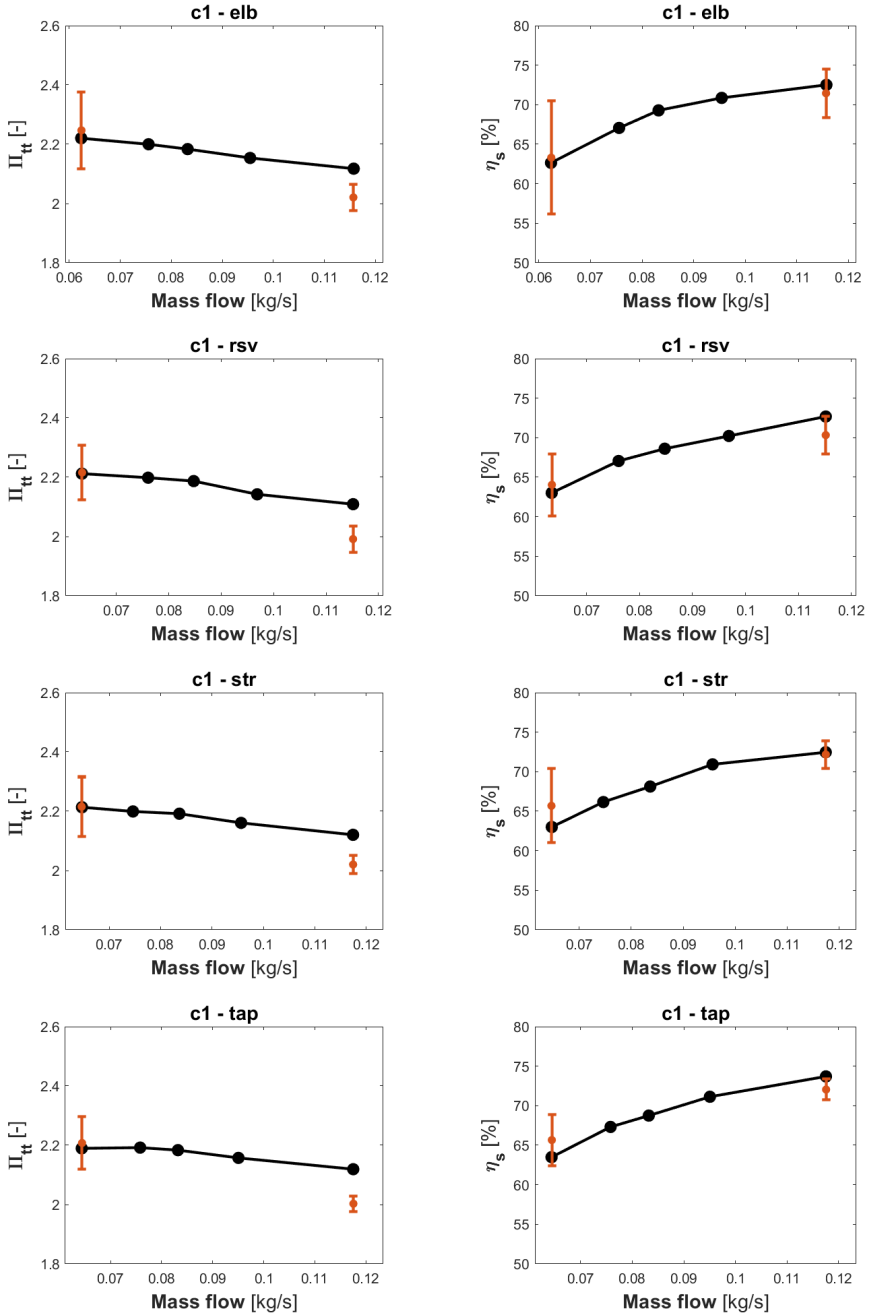 c1 - elb
2.6
2.4
2.2
2
1.8
Π_tt [-]
0.06 0.07 0.08 0.09 0.1 0.11 0.12
Mass flow [kg/s]
c1 - elb
80
75
70
65
60
55
50
η_s [%]
0.06 0.07 0.08 0.09 0.1 0.11 0.12
Mass flow [kg/s]
c1 - rsv
2.6
2.4
2.2
2
1.8
Π_tt [-]
0.07 0.08 0.09 0.1 0.11 0.12
Mass flow [kg/s]
c1 - rsv
80
75
70
65
60
55
50
η_s [%]
0.07 0.08 0.09 0.1 0.11 0.12
Mass flow [kg/s]
c1 - str
2.6
2.4
2.2
2
1.8
Π_tt [-]
0.07 0.08 0.09 0.1 0.11 0.12
Mass flow [kg/s]
c1 - str
80
75
70
65
60
55
50
η_s [%]
0.07 0.08 0.09 0.1 0.11 0.12
Mass flow [kg/s]
c1 - tap
2.6
2.4
2.2
2
1.8
Π_tt [-]
0.07 0.08 0.09 0.1 0.11 0.12
Mass flow [kg/s]
c1 - tap
80
75
70
65
60
55
50
η_s [%]
0.07 0.08 0.09 0.1 0.11 0.12
Mass flow [kg/s]